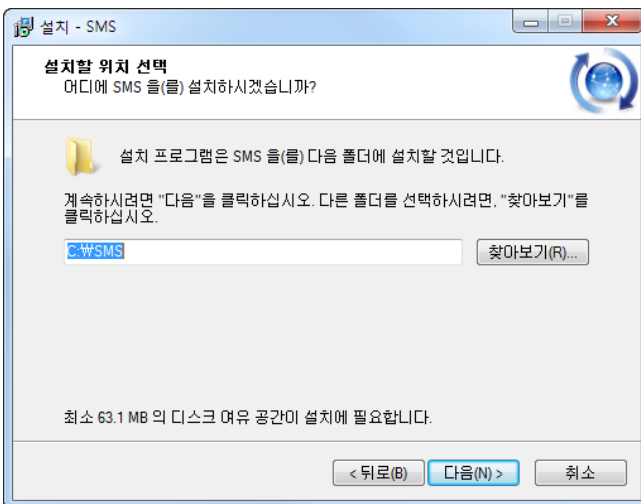 설치 - SMS
설치할 위치 선택
어디에 SMS 을(를) 설치하시겠습니까?
설치 프로그램은 SMS 을(를) 다음 폴더에 설치할 것입니다.
계속하시려면 "다음"을 클릭하십시오. 다른 폴더를 선택하시려면, "찾아보기"를
클릭하십시오.
C:₩SMS
찾아보기(R)...
최소 63.1 MB 의 디스크 여유 공간이 설치에 필요합니다.
< 뒤로(B)
다음(N) >
취소